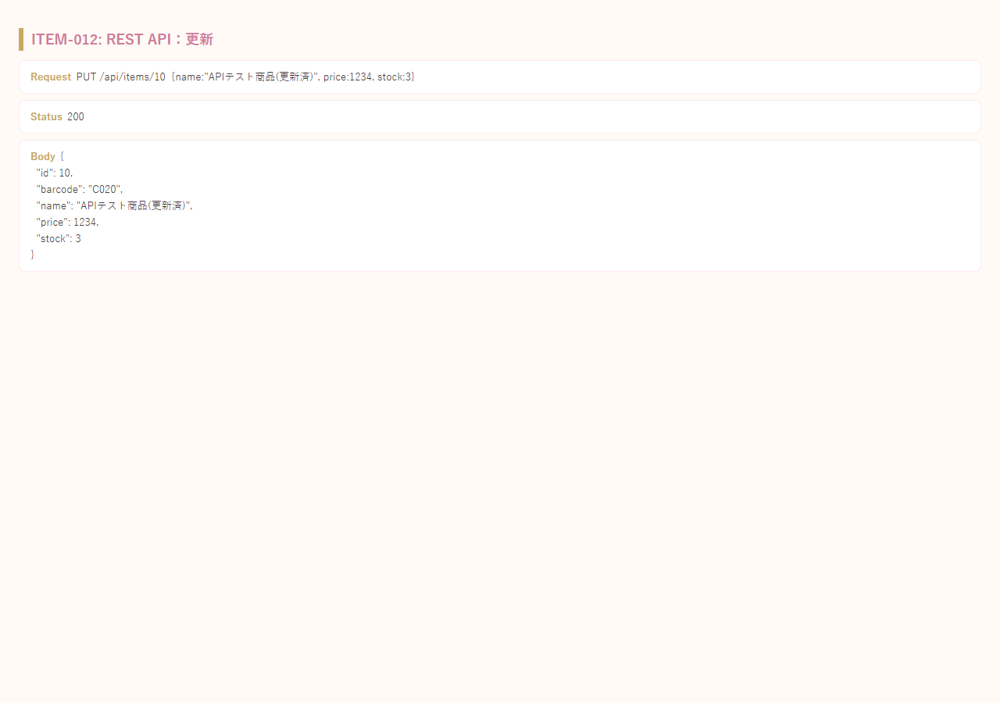 ITEM-012: REST API：更新
Request PUT /api/items/10 {name:"APIテスト商品(更新済)", price:1234, stock:3}
Status 200
Body {
  "id": 10,
  "barcode": "C020",
  "name": "APIテスト商品(更新済)",
  "price": 1234,
  "stock": 3
}